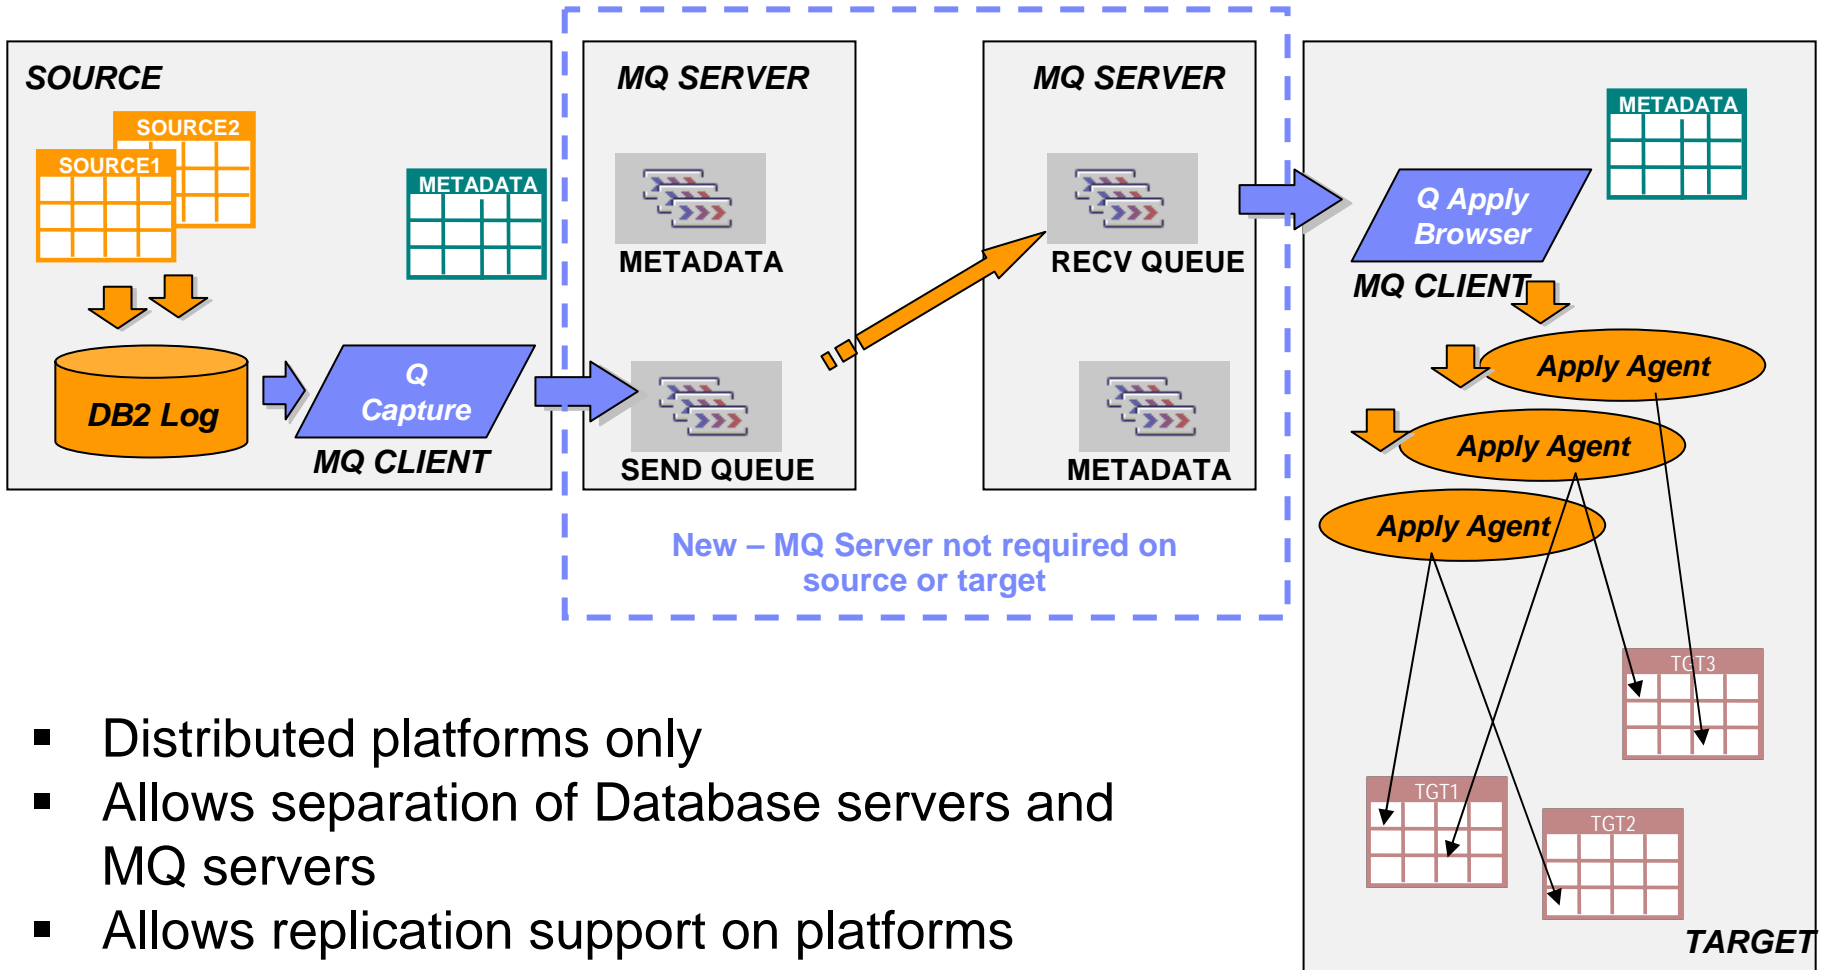 SOURCE
SOURCE2
SOURCE1
METADATA
DB2 Log
Q
Capture
MQ CLIENT
MQ SERVER
METADATA
SEND QUEUE
MQ SERVER
RECV QUEUE
METADATA
New – MQ Server not required on
source or target
METADATA
Q Apply
Browser
MQ CLIENT
Apply Agent
Apply Agent
Apply Agent
TGT3
TGT1
TGT2
TARGET
▪ Distributed platforms only
▪ Allows separation of Database servers and
MQ servers
▪ Allows replication support on platforms